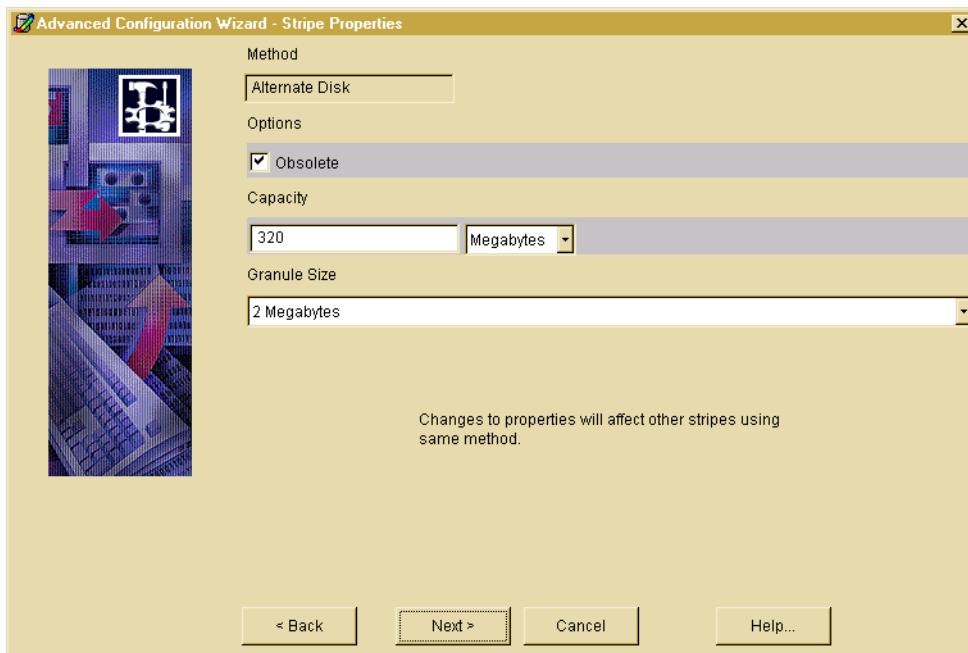 Advanced Configuration Wizard - Stripe Properties
Method
Alternate Disk
Options
Obsolete
Capacity
320 Megabytes
Granule Size
2 Megabytes
Changes to properties will affect other stripes using
same method.
< Back Next > Cancel Help...